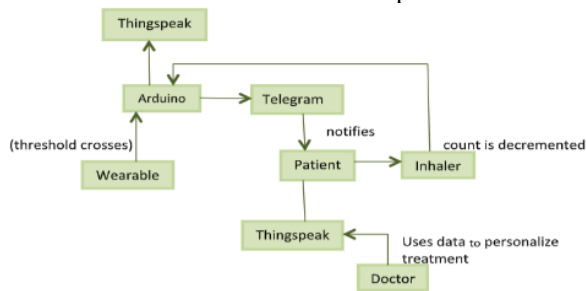 Thingspeak
Arduino
Telegram
(threshold crosses)
notifies
count is decremented
Wearable
Patient
Inhaler
Thingspeak
Uses data to personalize
treatment
Doctor